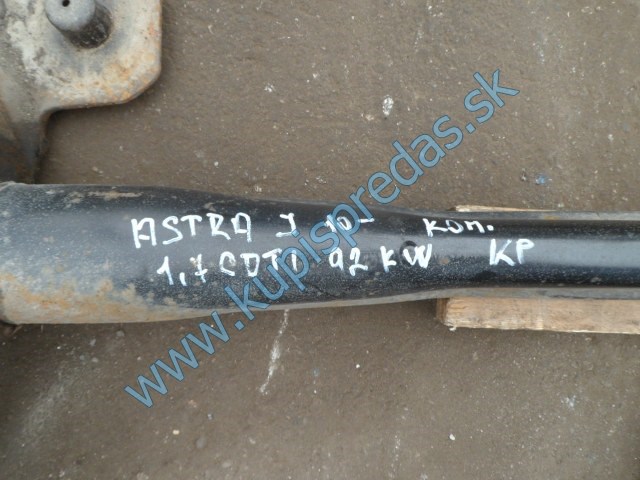 ASTRA J 10- KOM.
1,7 CDTI 92 KW KP
www.kupispredas.sk